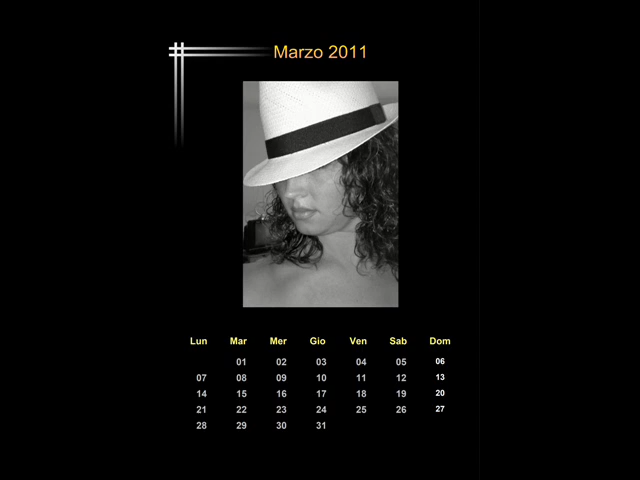 Marzo 2011
Lun Mar Mer Gio Ven Sab Dom
01 02 03 04 05 06
07 08 09 10 11 12 13
14 15 16 17 18 19 20
21 22 23 24 25 26 27
28 29 30 31